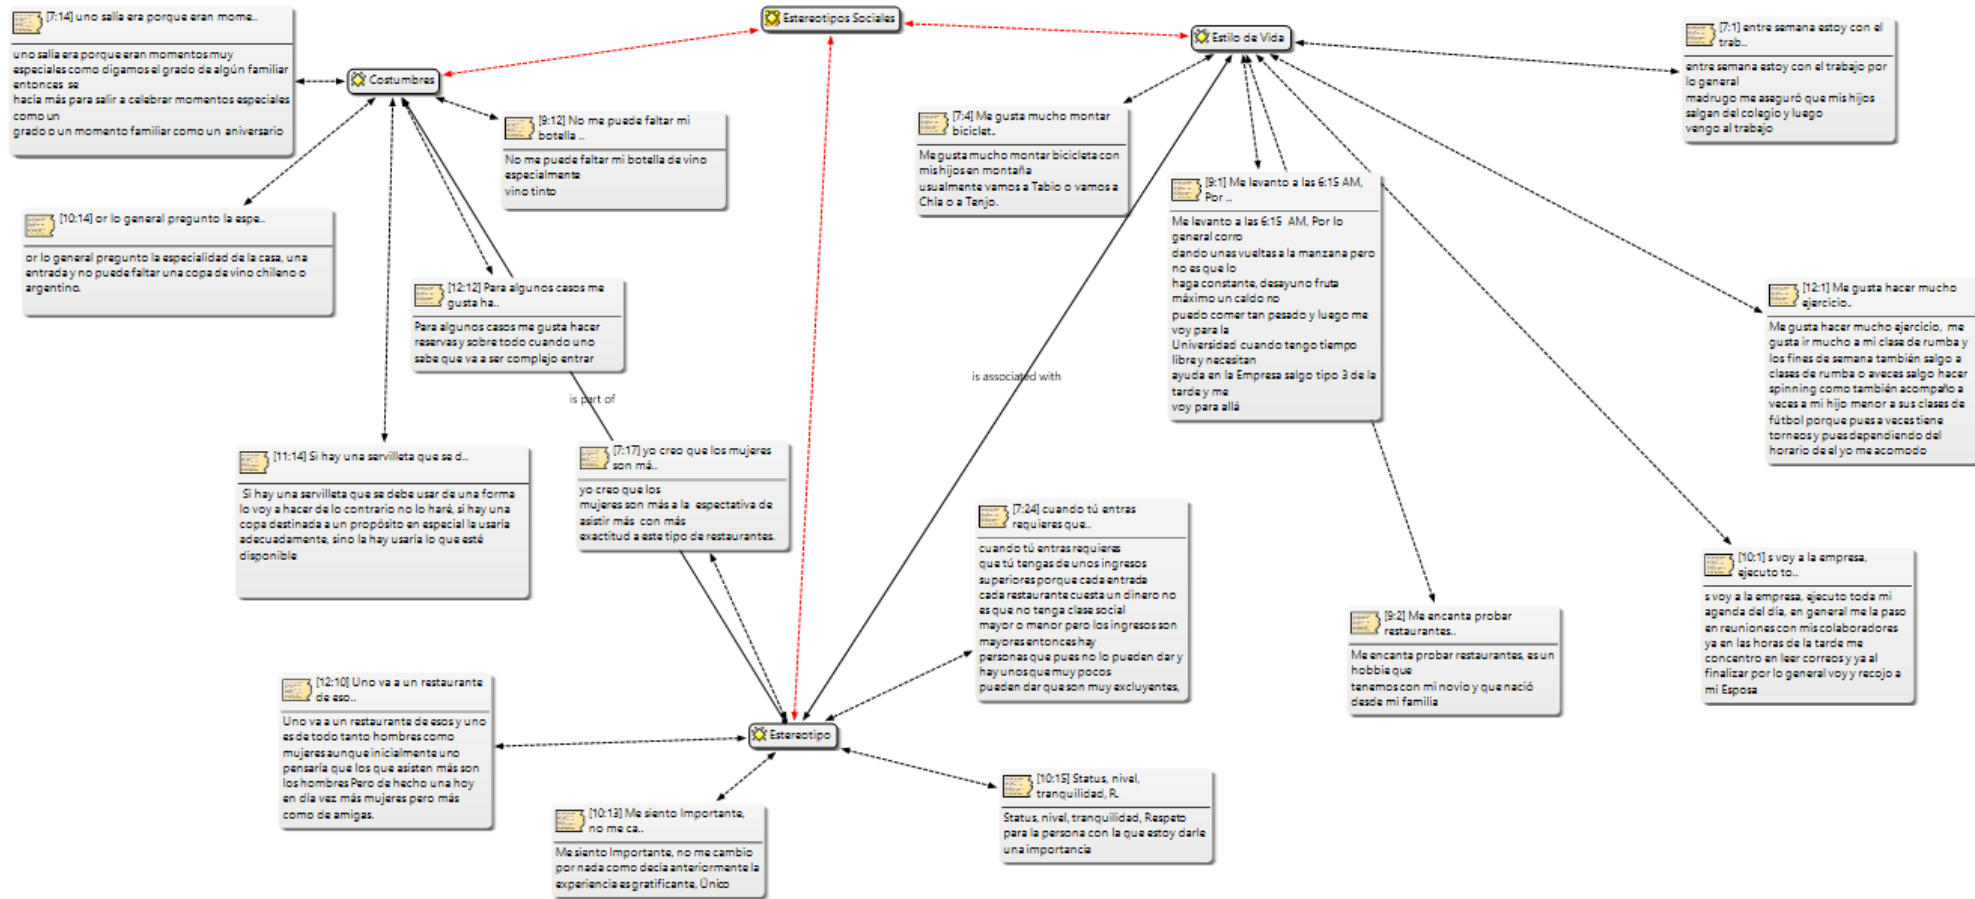 Estereotipos Sociales
Costumbres
Estilo de Vida
[7:14] uno salía era porque eran mome..
uno salía era porque eran momentos muy
especiales como digamos el grado de algún familiar
entonces se
hacía más para salir a celebrar momentos especiales
como un
grado o un momento familiar como un aniversario
[9:12] No me puede faltar mi
botella ..
No me puede faltar mi botella de vino
especialmente
vino tinto
[10:14] or lo general pregunto la espe..
or lo general pregunto la especialidad de la casa, una
entrada y no puede faltar una copa de vino chileno o
argentino.
[12:12] Para algunos casos me
gusta ha..
Para algunos casos me gusta hacer
reservas y sobre todo cuando uno
sabe que va a ser complejo entrar
is part of
[11:14] Si hay una servilleta que se d..
Si hay una servilleta que se debe usar de una forma
lo voy a hacer de lo contrario no lo haré, si hay una
copa destinada a un propósito en especial la usaría
adecuadamente, sino la hay usaría lo que esté
disponible
[7:17] yo creo que los mujeres
son má..
yo creo que los
mujeres son más a la espectativa de
asistir más con más
exactitud a este tipo de restaurantes.
[7:4] Me gusta mucho montar
biciclet..
Me gusta mucho montar bicicleta con
mis hijos en montaña
usualmente vamos a Tabio o vamos a
Chía o a Tenjo.
is associated with
[9:1] Me levanto a las 6:15 AM,
Por ..
Me levanto a las 6:15 AM, Por lo
general corro
dando unas vueltas a la manzana pero
no es que lo
haga constante, desayuno fruta
máximo un caldo no
puedo comer tan pesado y luego me
voy para la
Universidad cuando tengo tiempo
libre y necesitan
ayuda en la Empresa salgo tipo 3 de la
tarde y me
voy para allá
[7:1] entre semana estoy con el
trab..
entre semana estoy con el trabajo por
lo general
madrugo me aseguró que mis hijos
salgan del colegio y luego
vengo al trabajo
[12:1] Me gusta hacer mucho
ejercicio..
Me gusta hacer mucho ejercicio, me
gusta ir mucho a mi clase de rumba y
los fines de semana también salgo a
clases de rumba o aveces salgo hacer
spinning como también acompaño a
veces a mi hijo menor a sus clases de
fútbol porque pues a veces tiene
torneos y pues dependiendo del
horario de el yo me acomodo
[10:1] s voy a la empresa,
ejecuto to..
s voy a la empresa, ejecuto toda mi
agenda del día, en general me la paso
en reuniones con mis colaboradores
ya en las horas de la tarde me
concentro en leer correos y ya al
finalizar por lo general voy y recojo a
mi Esposa
[9:2] Me encanta probar
restaurantes..
Me encanta probar restaurantes, es un
hobbie que
tenemos con mi novio y que nació
desde mi familia
[7:24] cuando tú entras
requieres que..
cuando tú entras requieres
que tú tengas de unos ingresos
superiores porque cada entrada
cada restaurante cuesta un dinero no
es que no tenga clase social
mayor o menor pero los ingresos son
mayores entonces hay
personas que pues no lo pueden dar y
hay unos que muy pocos
pueden dar que son muy excluyentes,
Estereotipo
[12:10] Uno va a un restaurante
de eso..
Uno va a un restaurante de esos y uno
es de todo tanto hombres como
mujeres aunque inicialmente uno
pensaría que los que asisten más son
los hombres Pero de hecho una hoy
en día vez más mujeres pero más
como de amigas.
[10:13] Me siento Importante,
no me ca..
Me siento Importante, no me cambio
por nada como decía anteriormente la
experiencia es gratificante, Único
[10:15] Status, nivel,
tranquilidad, R..
Status, nivel, tranquilidad, Respeto
para la persona con la que estoy darle
una importancia